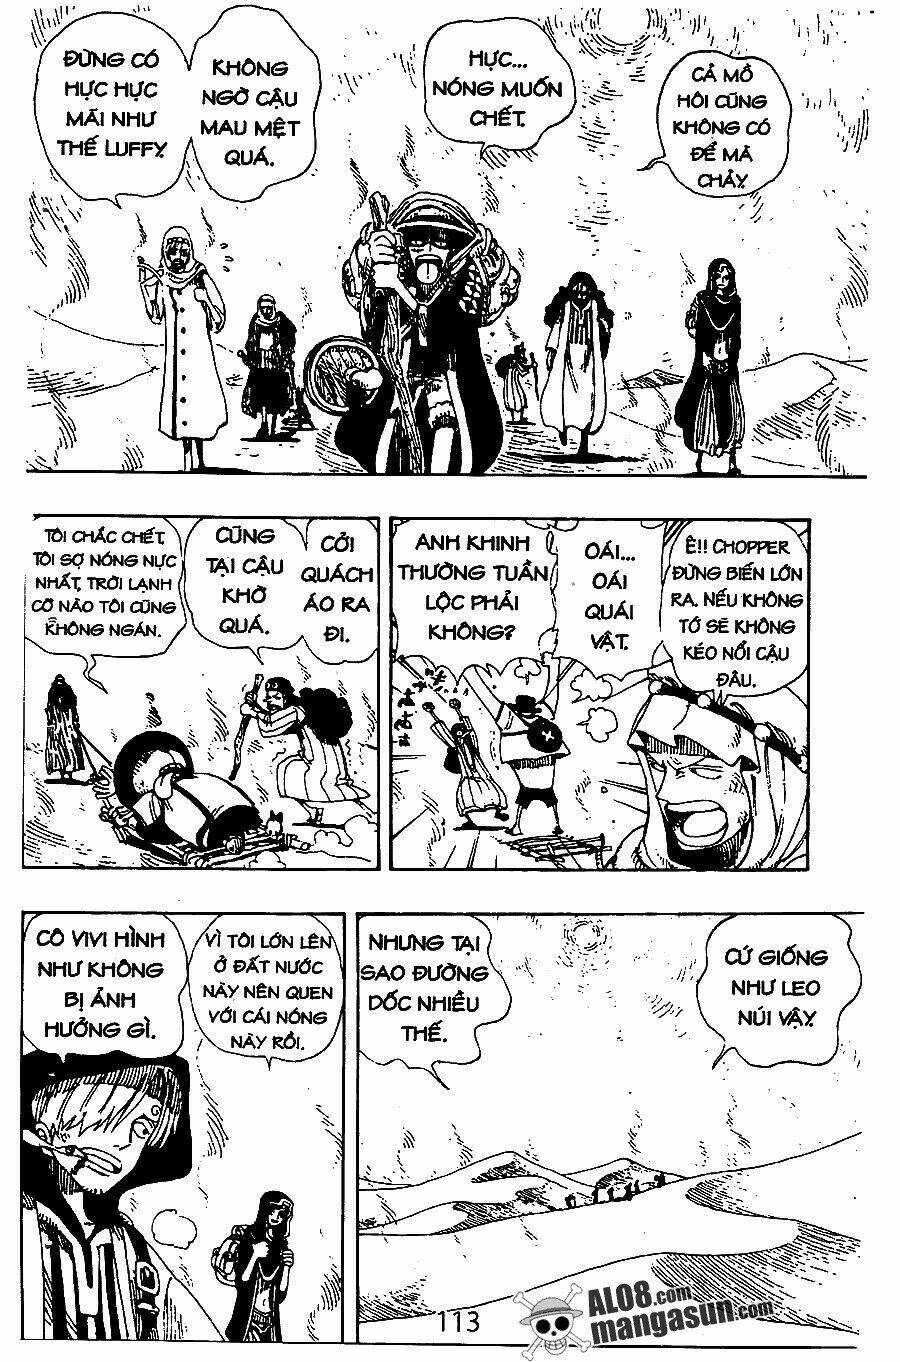 CẢ MỒ
HÔI CŨNG
KHÔNG CÓ
ĐỂ MÀ
CHẢY.
HỰC...
NÓNG MUỐN
CHẾT.
KHÔNG
NGỜ CẬU
MAU MỆT
QUÁ.
ĐỪNG CÓ
HỰC HỰC
MÃI NHƯ
THẾ LUFFY.
Ê!! CHOPPER
ĐỪNG BIẾN LỚN
RA. NẾU KHÔNG
TỚ SẼ KHÔNG
KÉO NỔI CẬU
ĐÂU.
OÁI...
OÁI
QUÁI
VẬT.
ANH KHINH
THƯỜNG TUẦN
LỘC PHẢI
KHÔNG?
CỞI
QUÁCH
ÁO RA
ĐI.
CŨNG
TẠI CẬU
KHỜ
QUÁ.
TÔI CHẮC CHẾT.
TÔI SỢ NÓNG NỰC
NHẤT, TRỜI LẠNH
CỠ NÀO TÔI CŨNG
KHÔNG NGÁN.
CỨ GIỐNG
NHƯ LEO
NÚI VẬY.
NHƯNG TẠI
SAO ĐƯỜNG
DỐC NHIỀU
THẾ.
VÌ TÔI LỚN LÊN
Ở ĐẤT NƯỚC
NÀY NÊN QUEN
VỚI CÁI NÓNG
NÀY RỒI.
CÔ VIVI HÌNH
NHƯ KHÔNG
BỊ ẢNH
HƯỞNG GÌ.
113
ALO8.com
mangasun.com